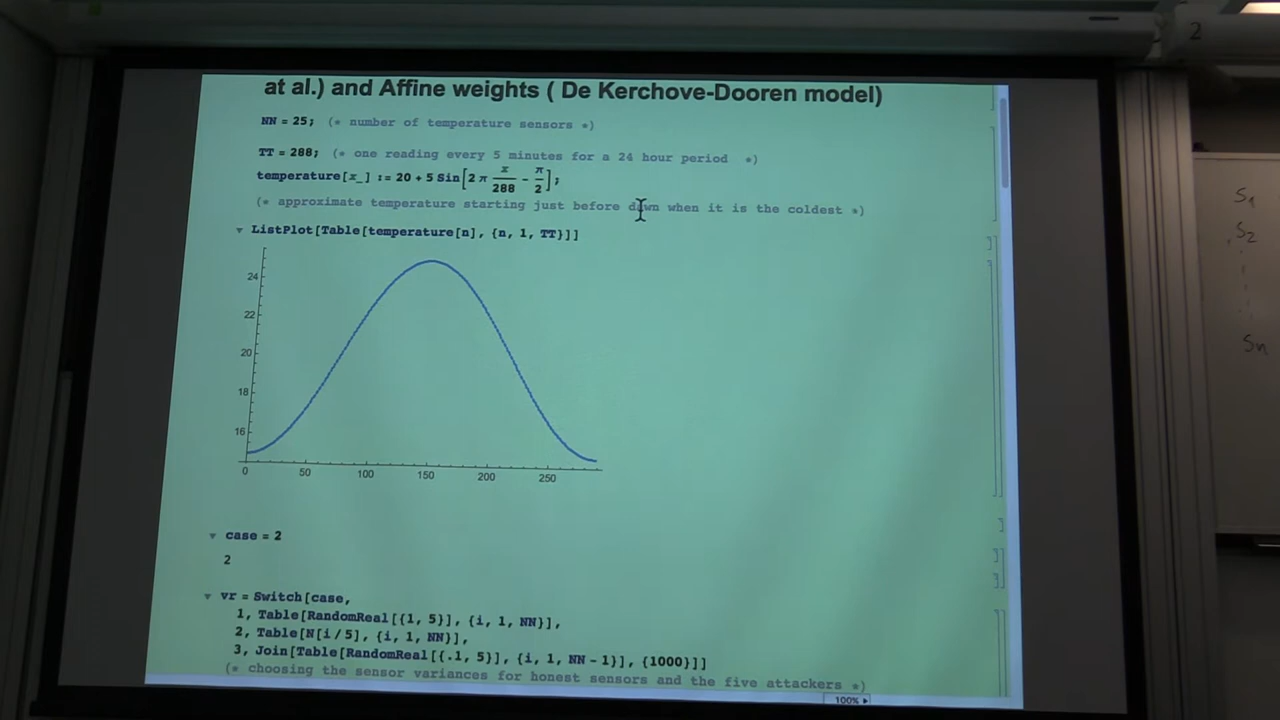 at al.) and Affine weights ( De Kerchove-Dooren model)
NN = 25; (* number of temperature sensors *)
TT = 288; (* one reading every 5 minutes for a 24 hour period *)
temperature[x_] := 20 + 5 Sin[2 π x/288 - π/2];
(* approximate temperature starting just before dawn when it is the coldest *)
ListPlot[Table[temperature[n], {n, 1, TT}]]
24
22
20
18
16
0 50 100 150 200 250
case = 2
2
vr = Switch[case,
1, Table[RandomReal[{1, 5}], {i, 1, NN}],
2, Table[N[i/5], {i, 1, NN}],
3, Join[Table[RandomReal[{.1, 5}], {i, 1, NN - 1}], {1000}]]
(* choosing the sensor variances for honest sensors and the five attackers *)
100%
2
S1
S2
Sn